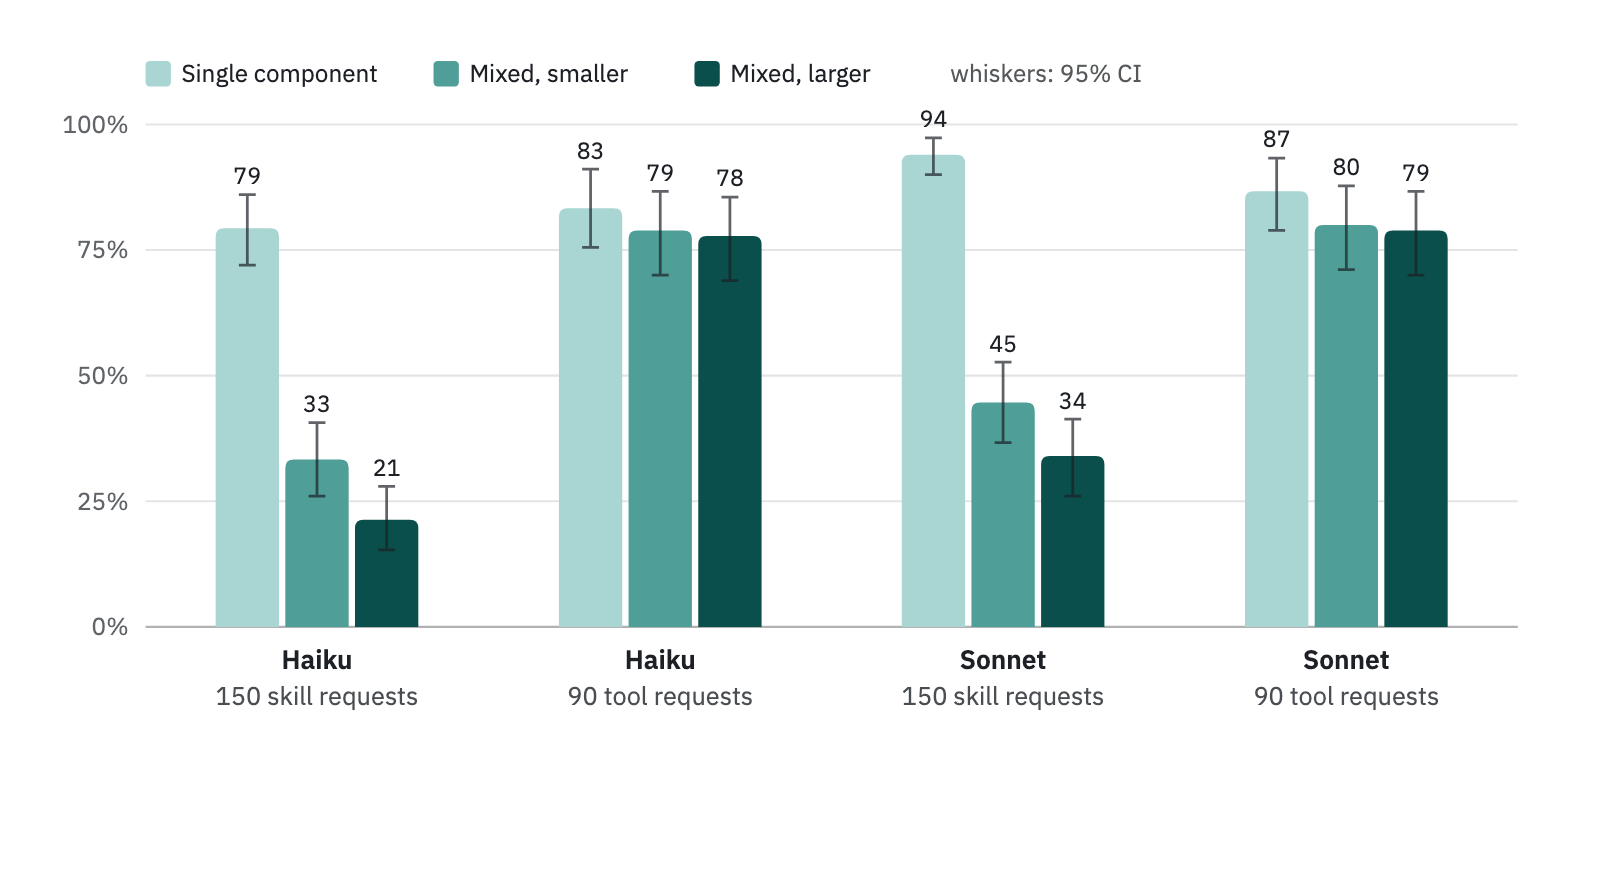 Single component Mixed, smaller Mixed, larger whiskers: 95% CI
100%
75%
50%
25%
0%
79 33 21
83 79 78
94 45 34
87 80 79
Haiku Haiku Sonnet Sonnet
150 skill requests 90 tool requests 150 skill requests 90 tool requests